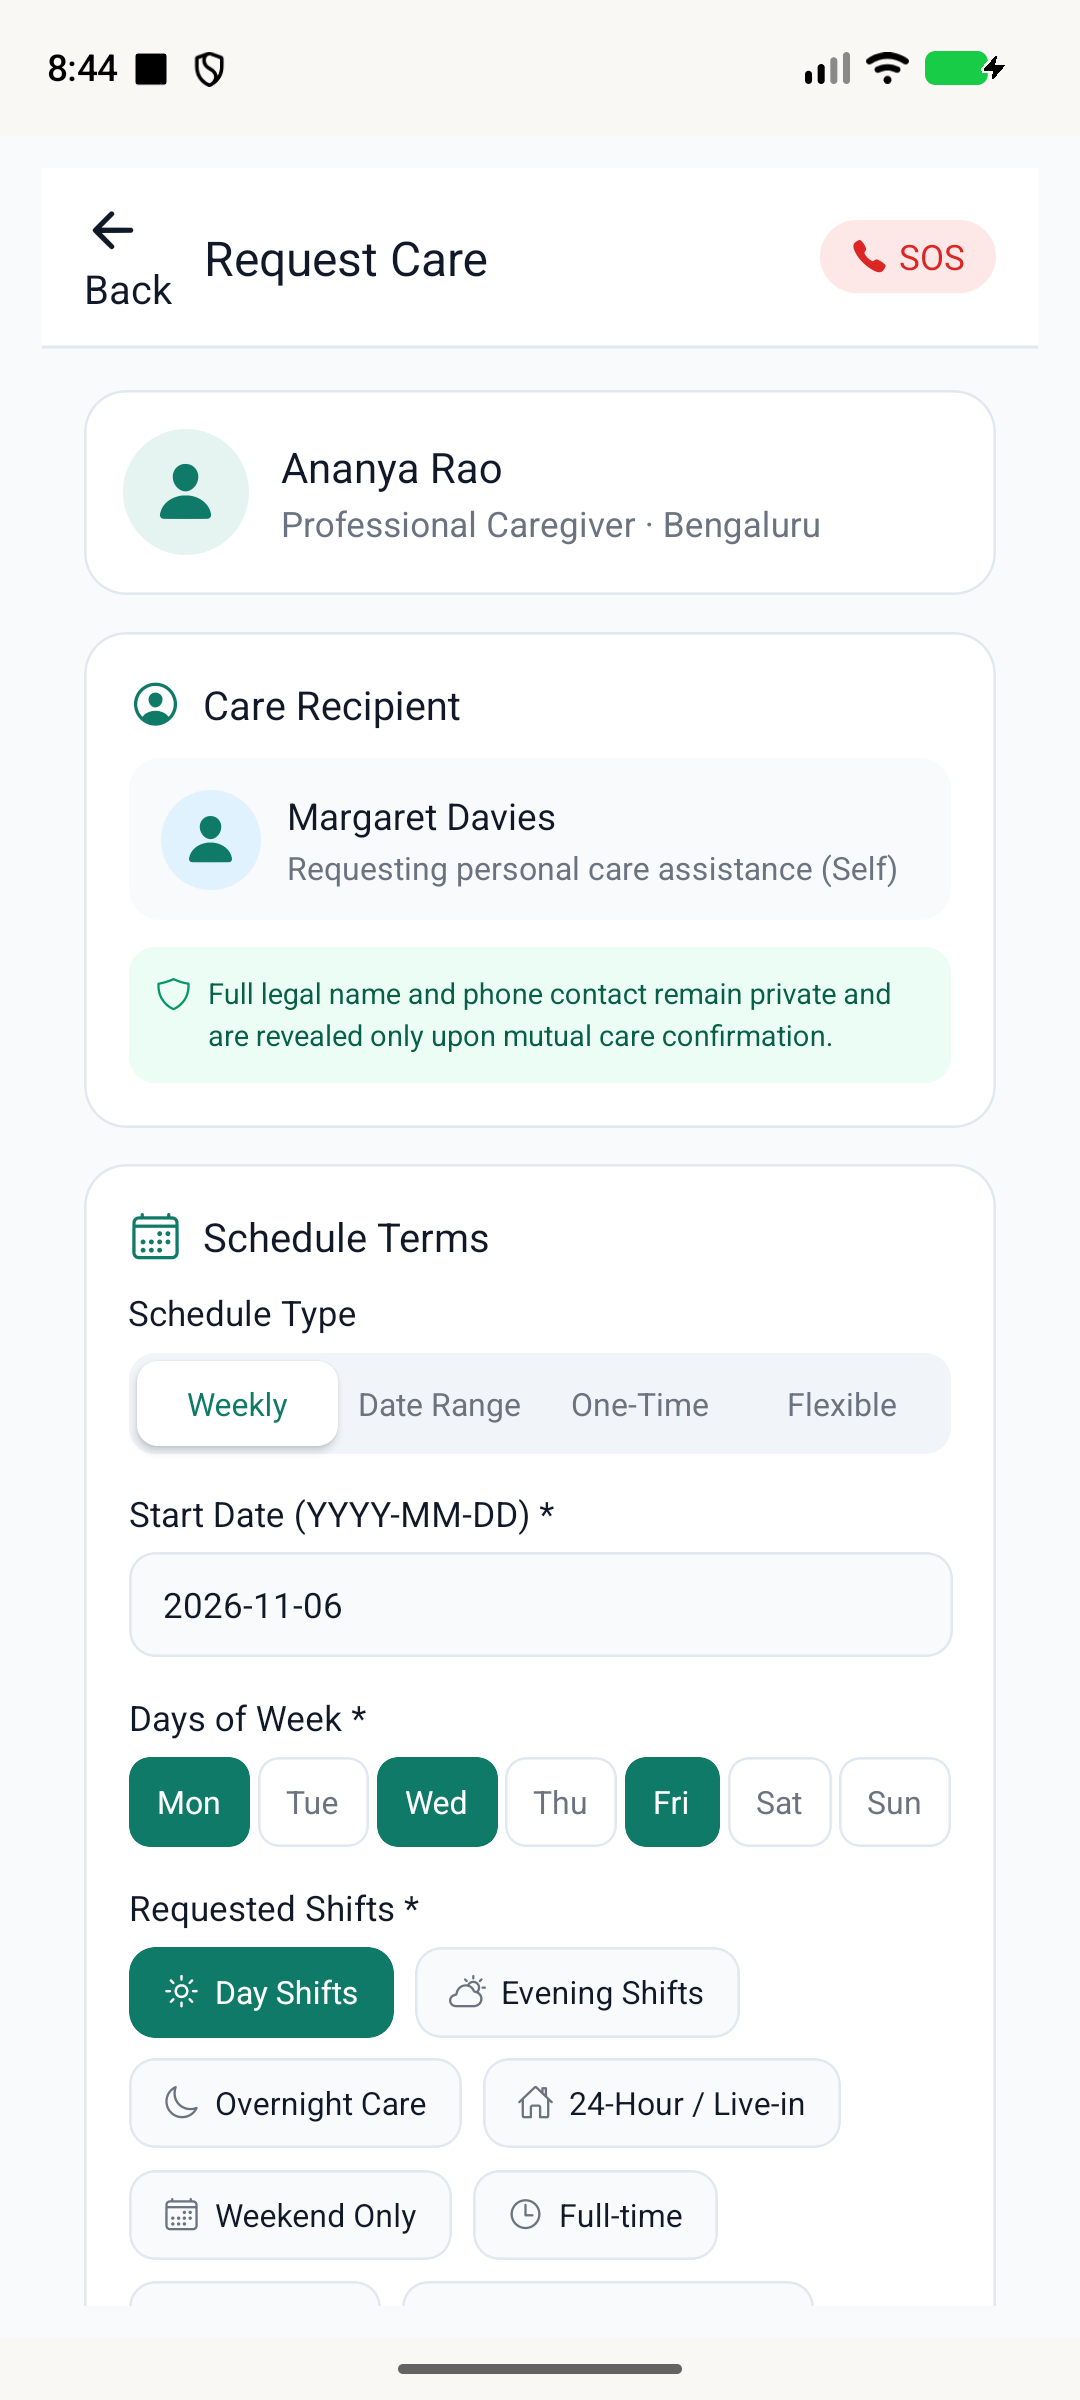 8:44
Back
Request Care
SOS
Ananya Rao
Professional Caregiver · Bengaluru
Care Recipient
Margaret Davies
Requesting personal care assistance (Self)
Full legal name and phone contact remain private and
are revealed only upon mutual care confirmation.
Schedule Terms
Schedule Type
Weekly Date Range One-Time Flexible
Start Date (YYYY-MM-DD) *
2026-11-06
Days of Week *
Mon Tue Wed Thu Fri Sat Sun
Requested Shifts *
Day Shifts Evening Shifts
Overnight Care 24-Hour / Live-in
Weekend Only Full-time